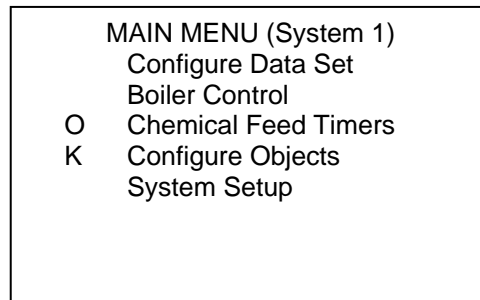 MAIN MENU (System 1)
Configure Data Set
Boiler Control
O Chemical Feed Timers
K Configure Objects
System Setup